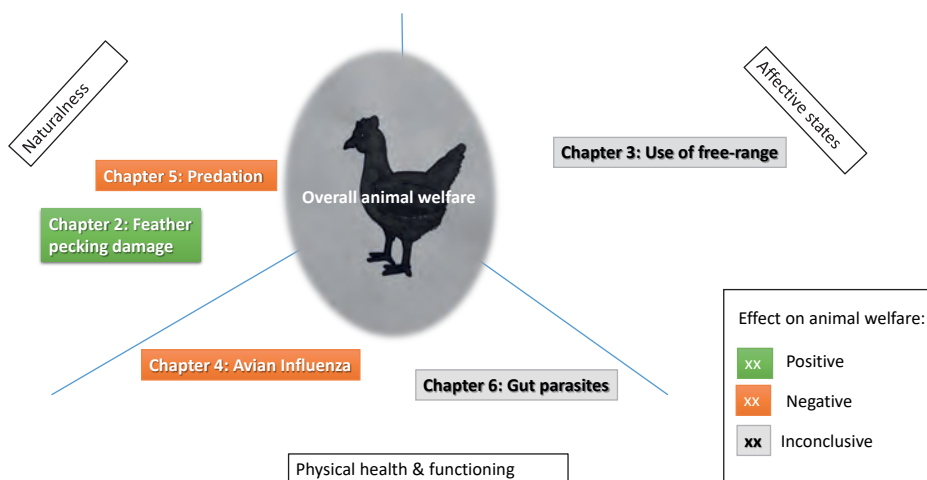 Naturalness
Affective states
Chapter 3: Use of free-range
Chapter 5: Predation
Overall animal welfare
Chapter 2: Feather
pecking damage
Chapter 4: Avian Influenza
Chapter 6: Gut parasites
Effect on animal welfare:
xx Positive
xx Negative
xx Inconclusive
Physical health & functioning